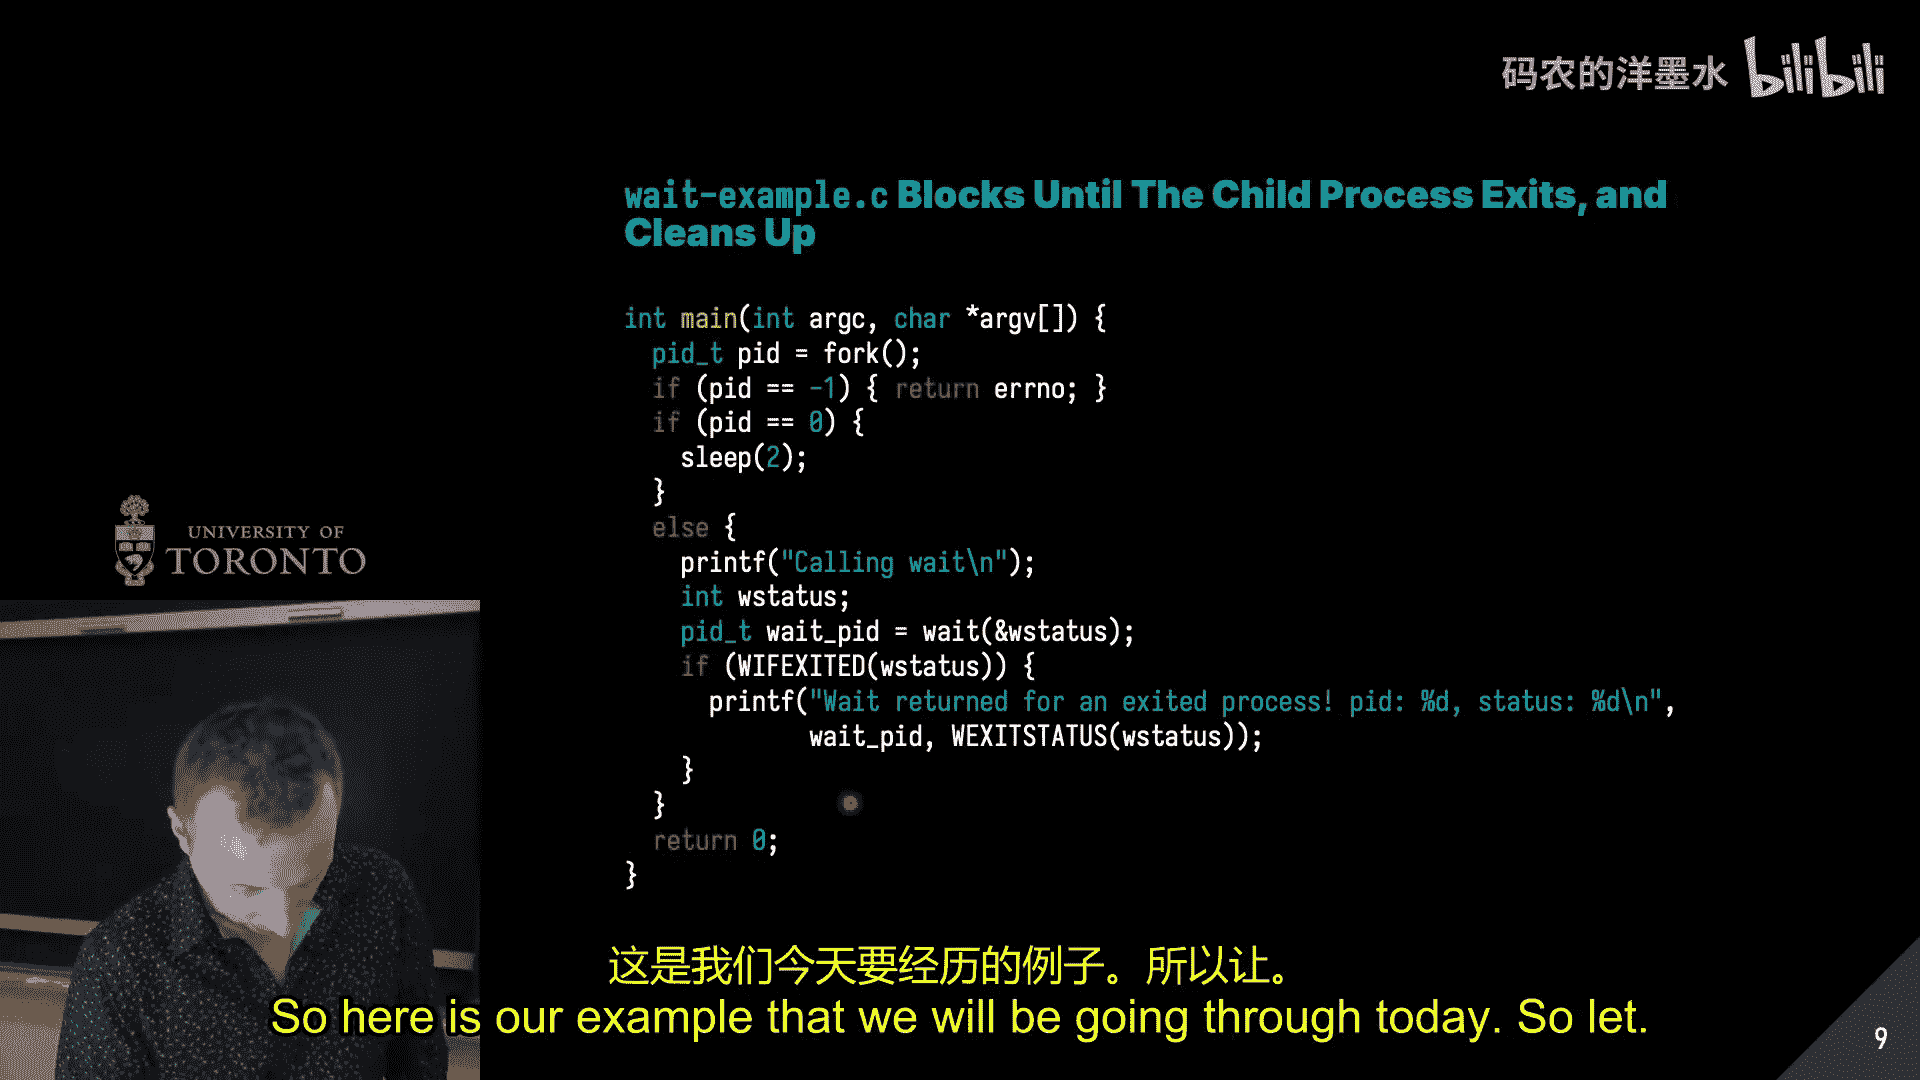 码农的洋墨水 bilibili
wait-example.c Blocks Until The Child Process Exits, and
Cleans Up
int main(int argc, char *argv[]) {
  pid_t pid = fork();
  if (pid == -1) { return errno; }
  if (pid == 0) {
    sleep(2);
  }
  else {
    printf("Calling wait\n");
    int wstatus;
    pid_t wait_pid = wait(&wstatus);
    if (WIFEXITED(wstatus)) {
      printf("Wait returned for an exited process! pid: %d, status: %d\n",
             wait_pid, WEXITSTATUS(wstatus));
    }
  }
  return 0;
}
UNIVERSITY OF
TORONTO
这是我们今天要经历的例子。所以让。
So here is our example that we will be going through today. So let.
9